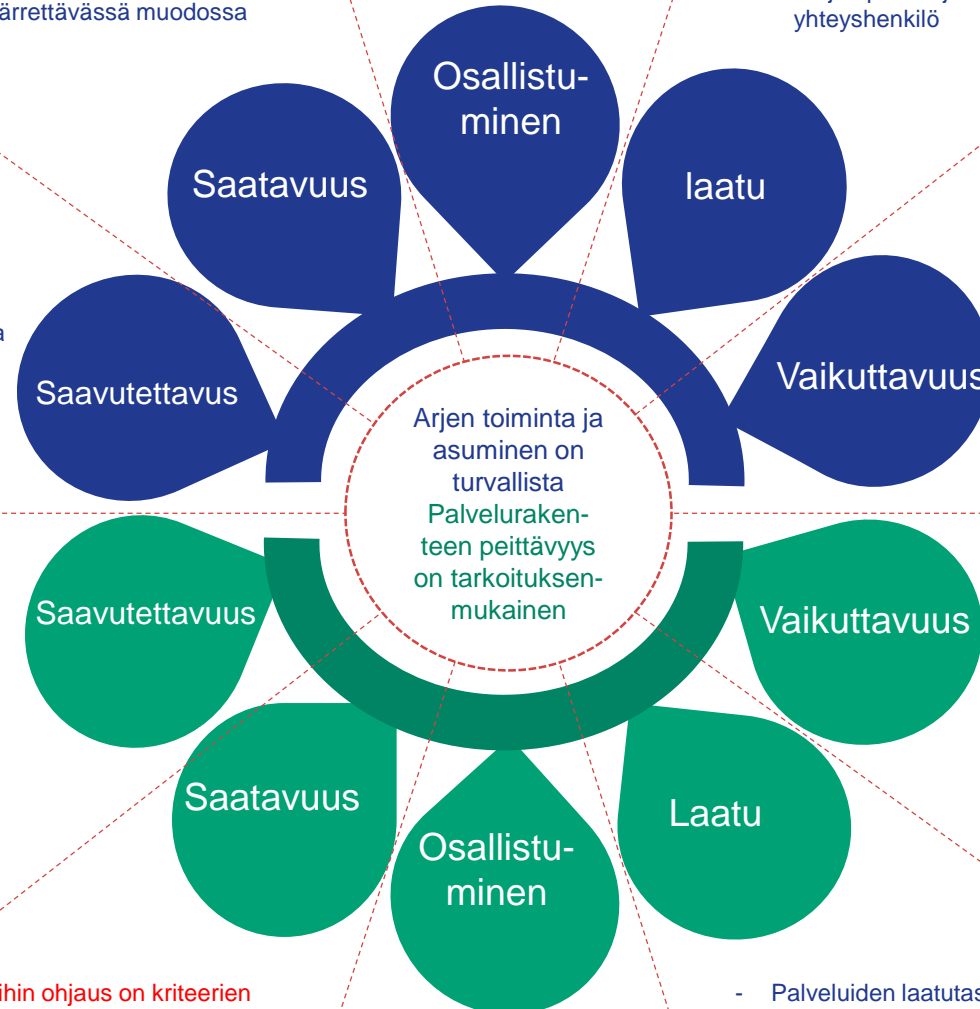 ärrettävässä muodossa
yhteyshenkilö
Osallistu-
minen
Saatavuus
laatu
Saavutettavus
Vaikuttavuus
Arjen toiminta ja
asuminen on
turvallista
Palveluraken-
teen peittävyys
on tarkoituksen-
mukainen
Saavutettavuus
Vaikuttavuus
Saatavuus
Laatu
Osallistu-
minen
ihin ohjaus on kriteerien
- Palveluiden laatutas